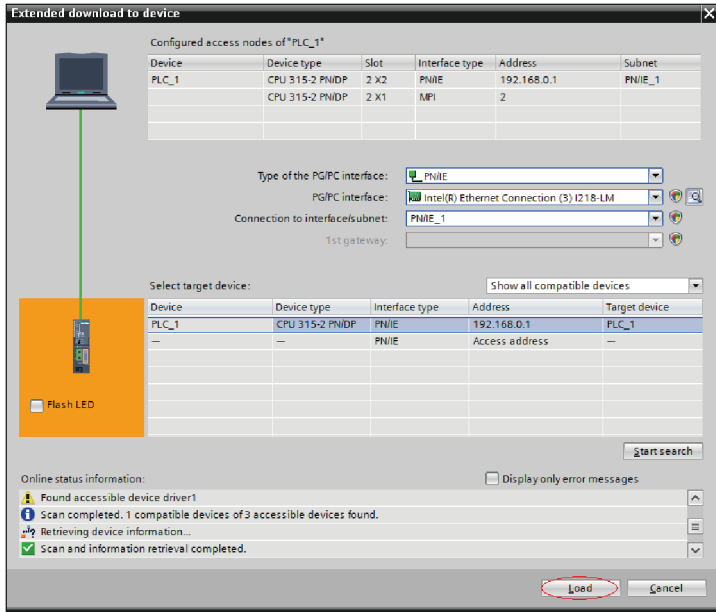 Extended download to device
Configured access nodes of "PLC_1"
Device Device type Slot Interface type Address Subnet
PLC_1 CPU 315-2 PN/DP 2 X2 PN/IE 192.168.0.1 PN/IE_1
CPU 315-2 PN/DP 2 X1 MPI 2
Type of the PG/PC interface: PN/IE
PG/PC interface: Intel(R) Ethernet Connection (3) I218-LM
Connection to interface/subnet: PN/IE_1
1st gateway:
Select target device: Show all compatible devices
Device Device type Interface type Address Target device
PLC_1 CPU 315-2 PN/DP PN/IE 192.168.0.1 PLC_1
— — PN/IE Access address —
Flash LED
Start search
Online status information: Display only error messages
Found accessible device driver1
Scan completed. 1 compatible devices of 3 accessible devices found.
Retrieving device information...
Scan and information retrieval completed.
Load Cancel